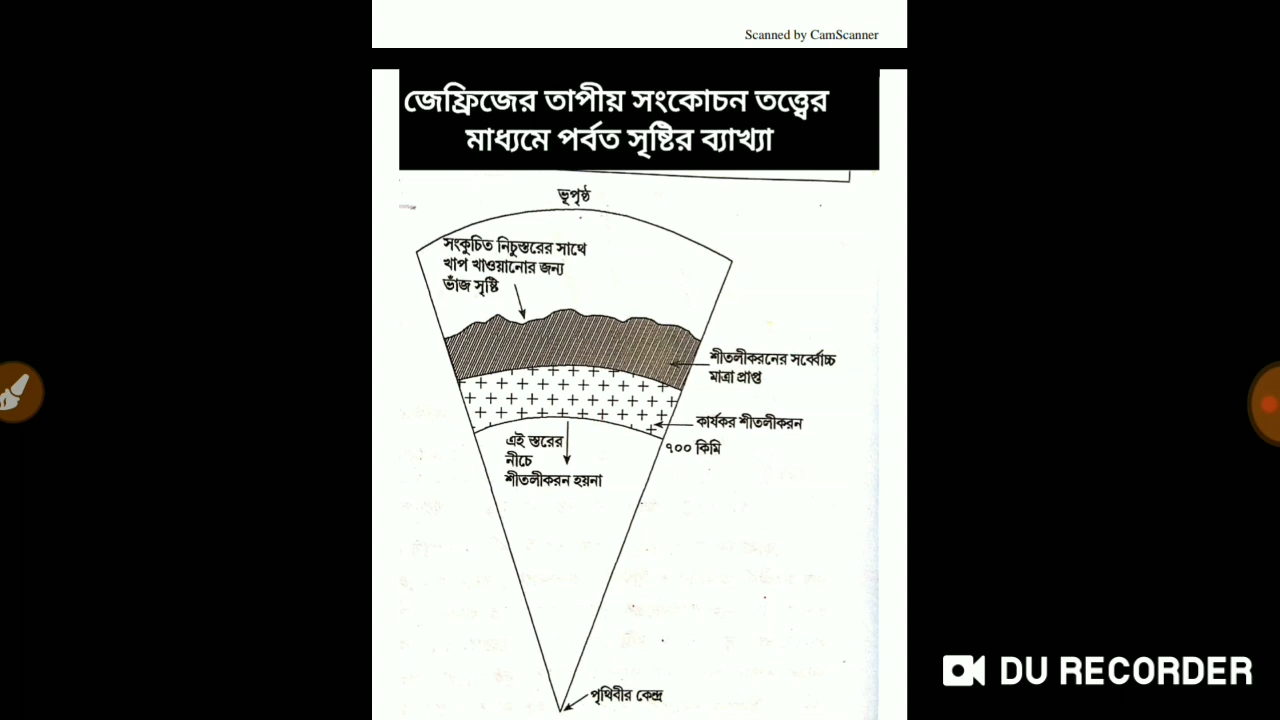 Scanned by CamScanner
জেফ্রিজের তাপীয় সংকোচন তত্ত্বের
মাধ্যমে পর্বত সৃষ্টির ব্যাখ্যা
ভূপৃষ্ঠ
সংকুচিত নিচুস্তরের সাথে
খাপ খাওয়ানোর জন্য
ভাঁজ সৃষ্টি
শীতলীকরনের সর্ব্বোচ্চ
মাত্রা প্রাপ্ত
কার্যকর শীতলীকরন
৭০০ কিমি
এই স্তরের
নীচে
শীতলীকরন হয়না
পৃথিবীর কেন্দ্র
DU RECORDER